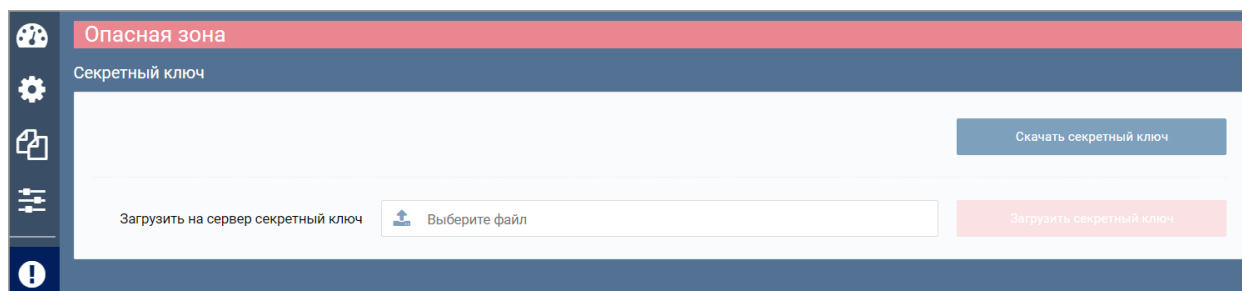 Опасная зона
Секретный ключ
Скачать секретный ключ
Загрузить на сервер секретный ключ Выберите файл Загрузить секретный ключ